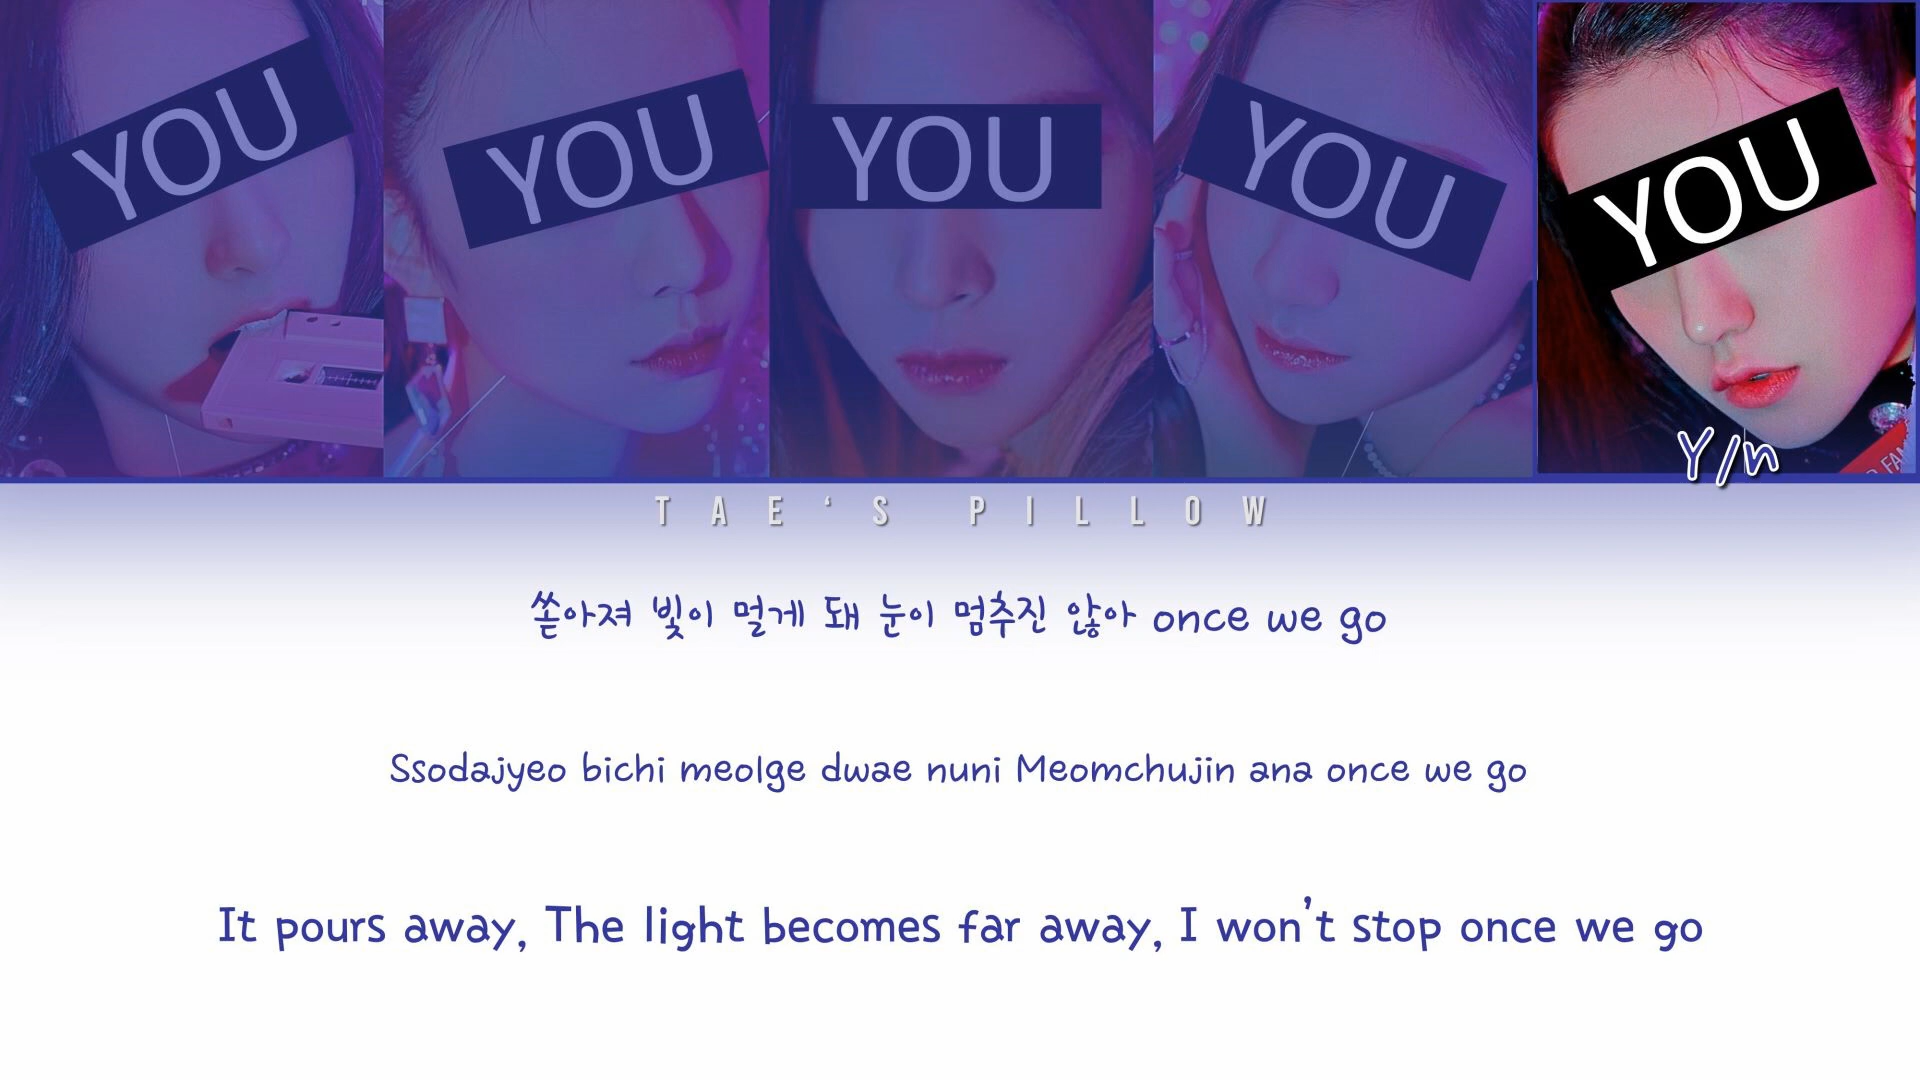 YOU YOU YOU YOU YOU
Y/n
TAE‘S PILLOW
쏟아져 빛이 멀게 돼 눈이 멈추진 않아 once we go
Ssodajyeo bichi meolge dwae nuni Meomchujin ana once we go
It pours away, The light becomes far away, I won't stop once we go